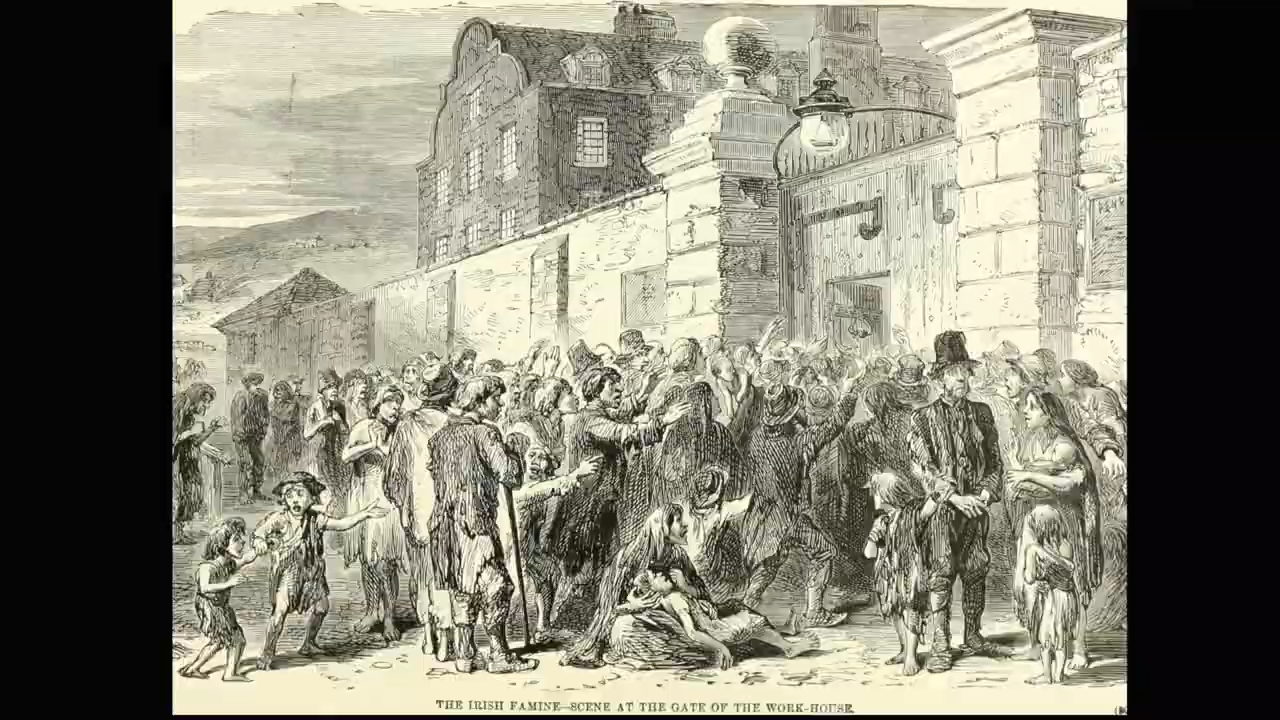 THE IRISH FAMINE—SCENE AT THE GATE OF THE WORK-HOUSE.